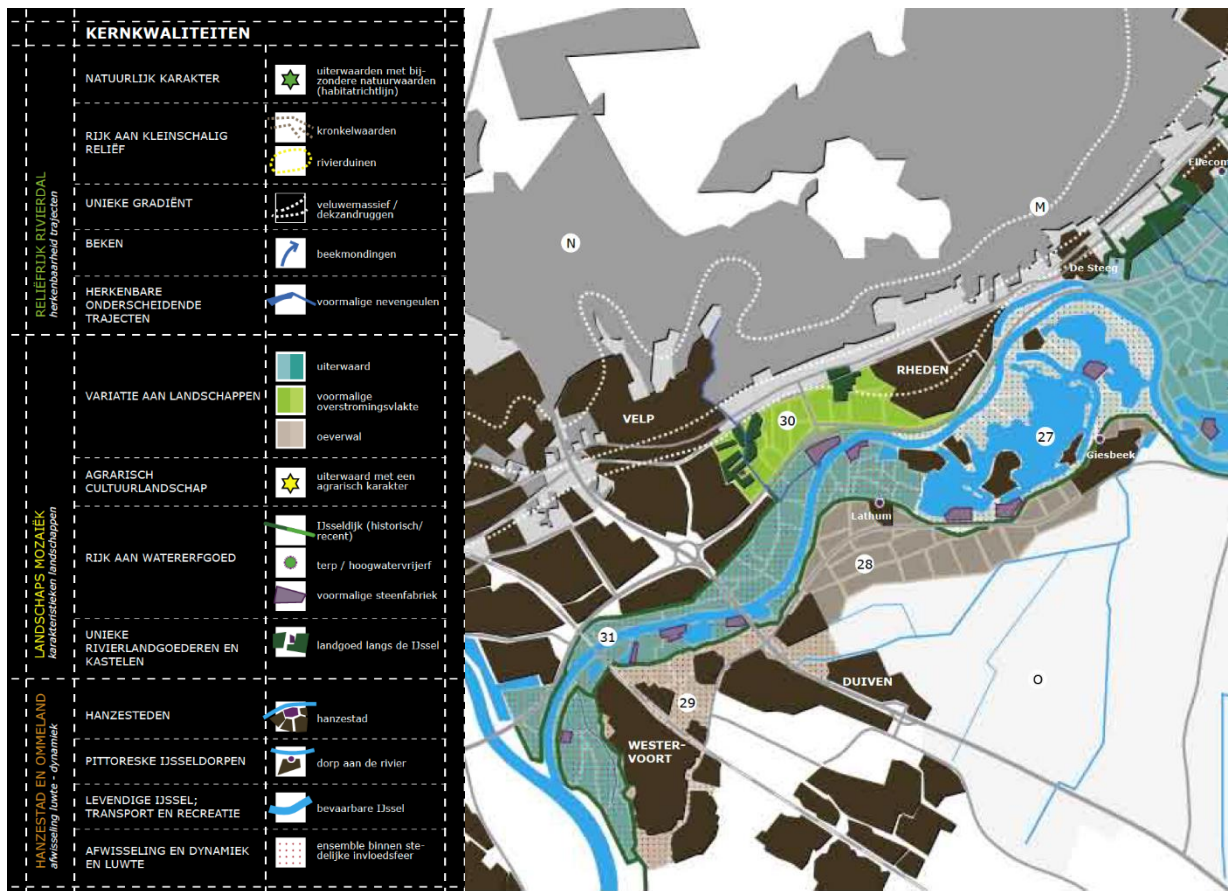 KERNKWALITEITEN
RELIËFRIJK RIVIERDAL
herkenbaarheid trajecten
NATUURLIJK KARAKTER
uiterwaarden met bij-
zondere natuurwaarden
(habitatrichtlijn)
RIJK AAN KLEINSCHALIG
RELIËF
kronkelwaarden
rivierduinen
UNIEKE GRADIËNT
veluwemassief /
dekzandruggen
BEKEN
beekmondingen
HERKENBARE
ONDERSCHEIDENDE
TRAJECTEN
voormalige nevengeulen
LANDSCHAPS MOZAIËK
karakteristieken landschappen
VARIATIE AAN LANDSCHAPPEN
uiterwaard
voormalige
overstromingsvlakte
oeverwal
AGRARISCH
CULTUURLANDSCHAP
uiterwaard met een
agrarisch karakter
RIJK AAN WATERERFGOED
IJsseldijk (historisch/
recent)
terp / hoogwatervrijerf
voormalige steenfabriek
UNIEKE
RIVIERLANDGOEDEREN EN
KASTELEN
landgoed langs de IJssel
HANZESTAD EN OMMELAND
afwisseling luwte - dynamiek
HANZESTEDEN
hanzestad
PITTORESKE IJSSELDORPEN
dorp aan de rivier
LEVENDIGE IJSSEL;
TRANSPORT EN RECREATIE
bevaarbare IJssel
AFWISSELING EN DYNAMIEK
EN LUWTE
ensemble binnen ste-
delijke invloedsfeer
Ellecom
M
N
De Steeg
RHEDEN
VELP
30
27
Giesbeek
Lathum
28
31
DUIVEN
O
29
WESTER-
VOORT